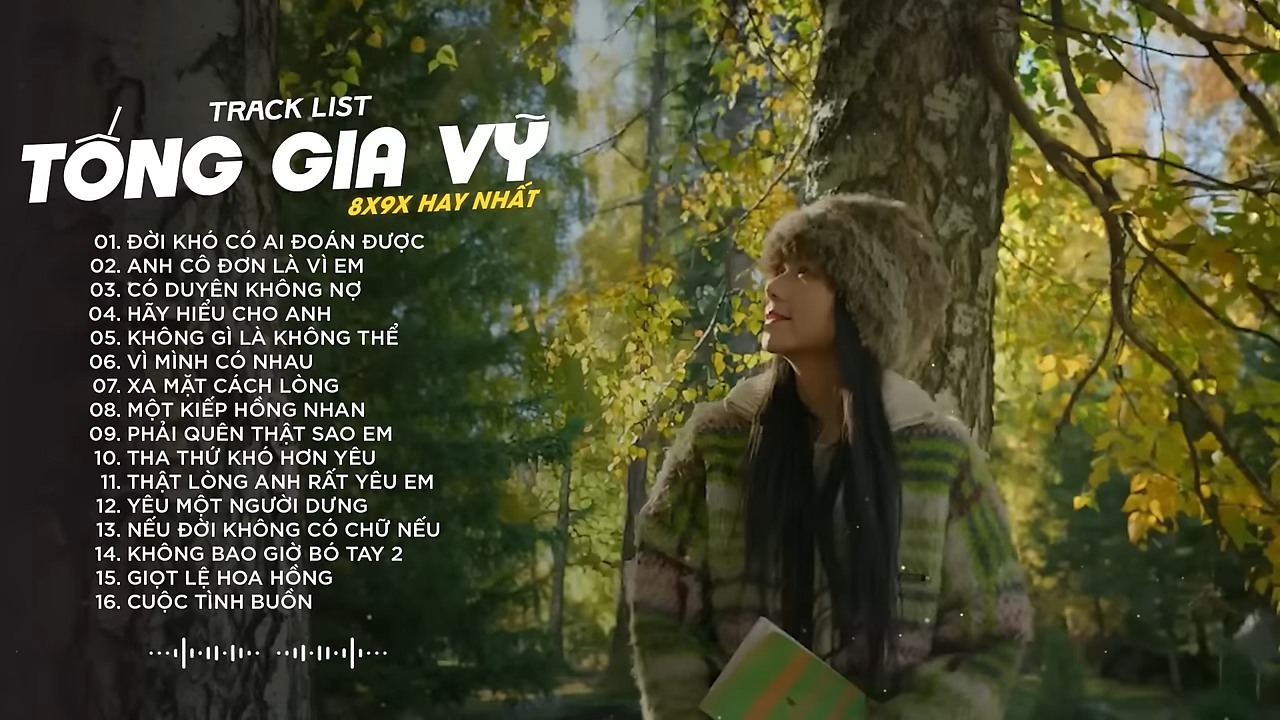 TRACK LIST
TỐNG GIA VỸ
8X9X HAY NHẤT
01. ĐỜI KHÓ CÓ AI ĐOÁN ĐƯỢC
02. ANH CÔ ĐƠN LÀ VÌ EM
03. CÓ DUYÊN KHÔNG NỢ
04. HÃY HIỂU CHO ANH
05. KHÔNG GÌ LÀ KHÔNG THỂ
06. VÌ MÌNH CÓ NHAU
07. XA MẶT CÁCH LÒNG
08. MỘT KIẾP HỒNG NHAN
09. PHẢI QUÊN THẬT SAO EM
10. THA THỨ KHÓ HƠN YÊU
11. THẬT LÒNG ANH RẤT YÊU EM
12. YÊU MỘT NGƯỜI DƯNG
13. NẾU ĐỜI KHÔNG CÓ CHỮ NẾU
14. KHÔNG BAO GIỜ BÓ TAY 2
15. GIỌT LỆ HOA HỒNG
16. CUỘC TÌNH BUỒN